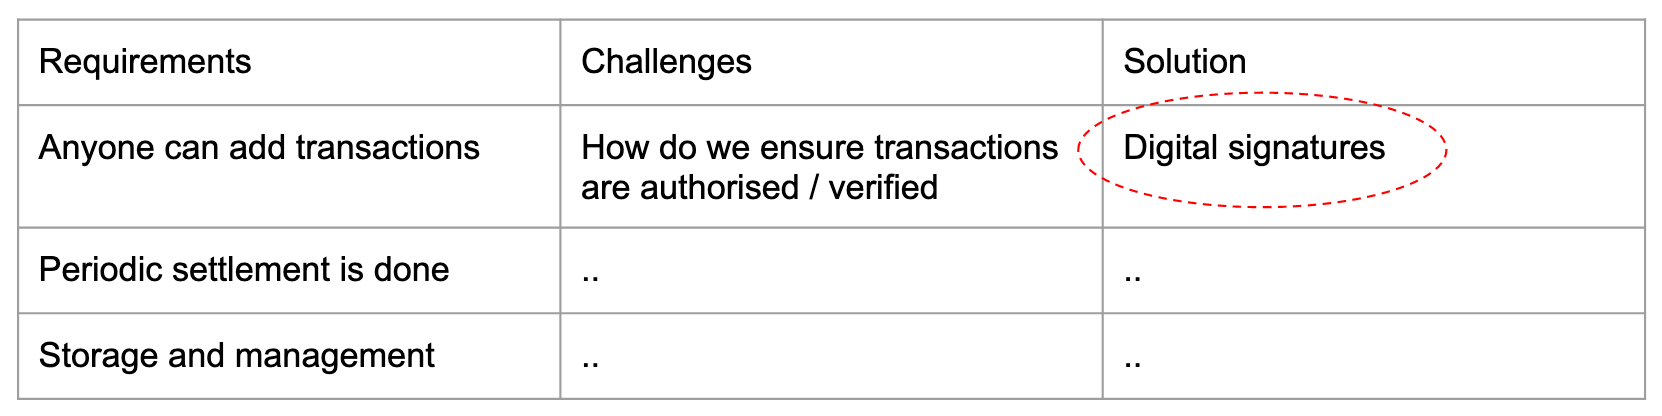 Requirements
Challenges
Solution
Anyone can add transactions
How do we ensure transactions
are authorised / verified
Digital signatures
Periodic settlement is done
..
..
Storage and management
..
..